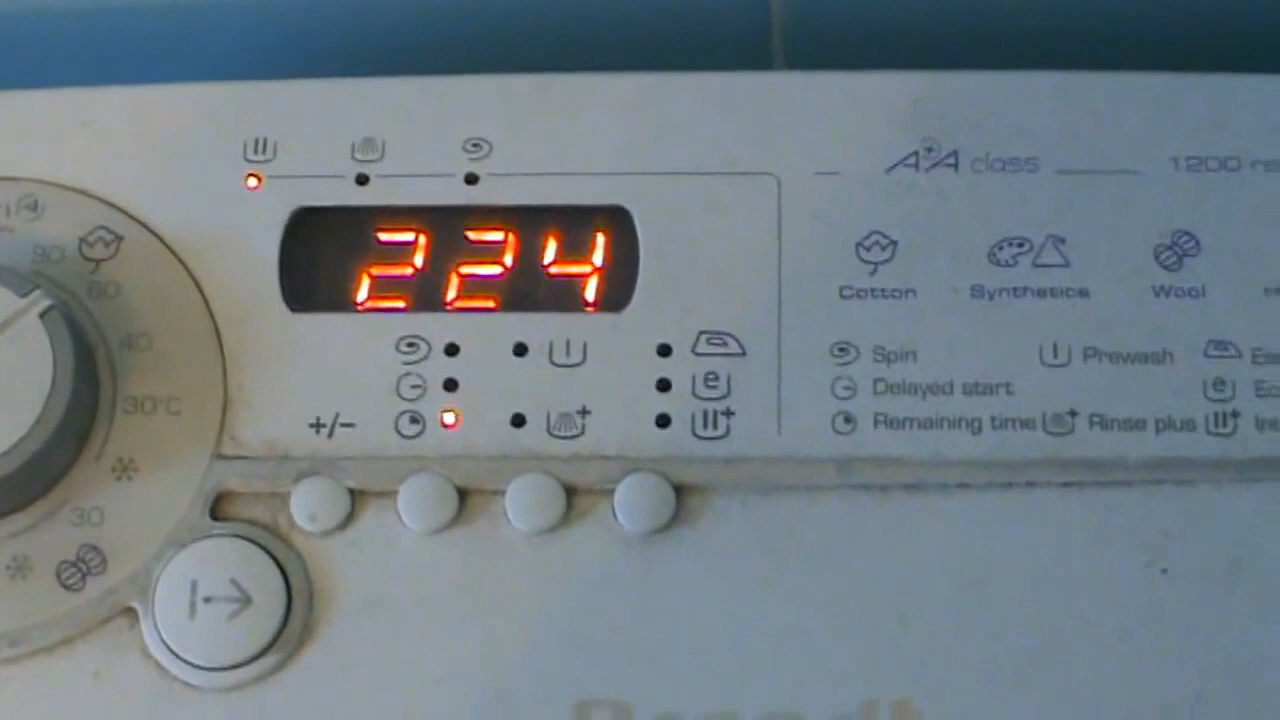 A+A class 1200
224
90
60
40
30°C
30
Cotton Synthetics Wool
Spin Prewash
Delayed start
+/- Remaining time Rinse plus
Brandt